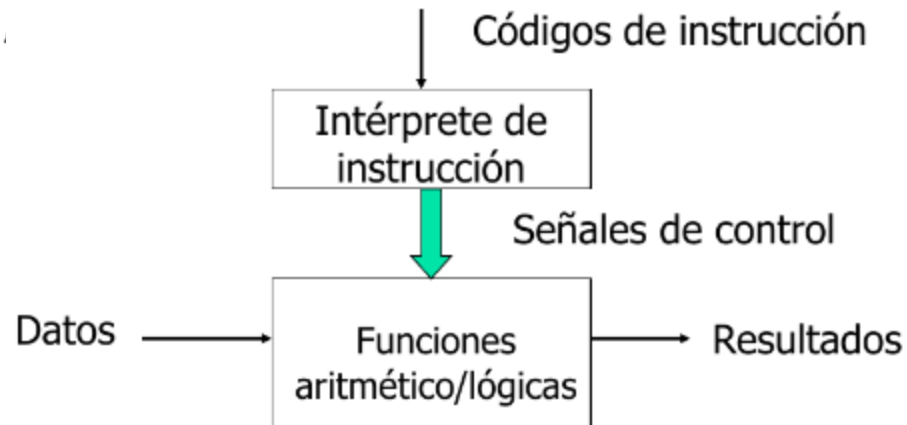 Códigos de instrucción
Intérprete de
instrucción
Señales de control
Datos
Funciones
aritmético/lógicas
Resultados